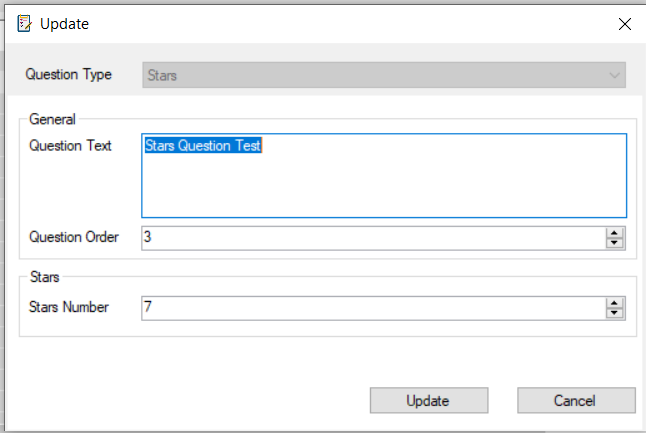 Update
Question Type Stars
General
Question Text Stars Question Test
Question Order 3
Stars
Stars Number 7
Update Cancel